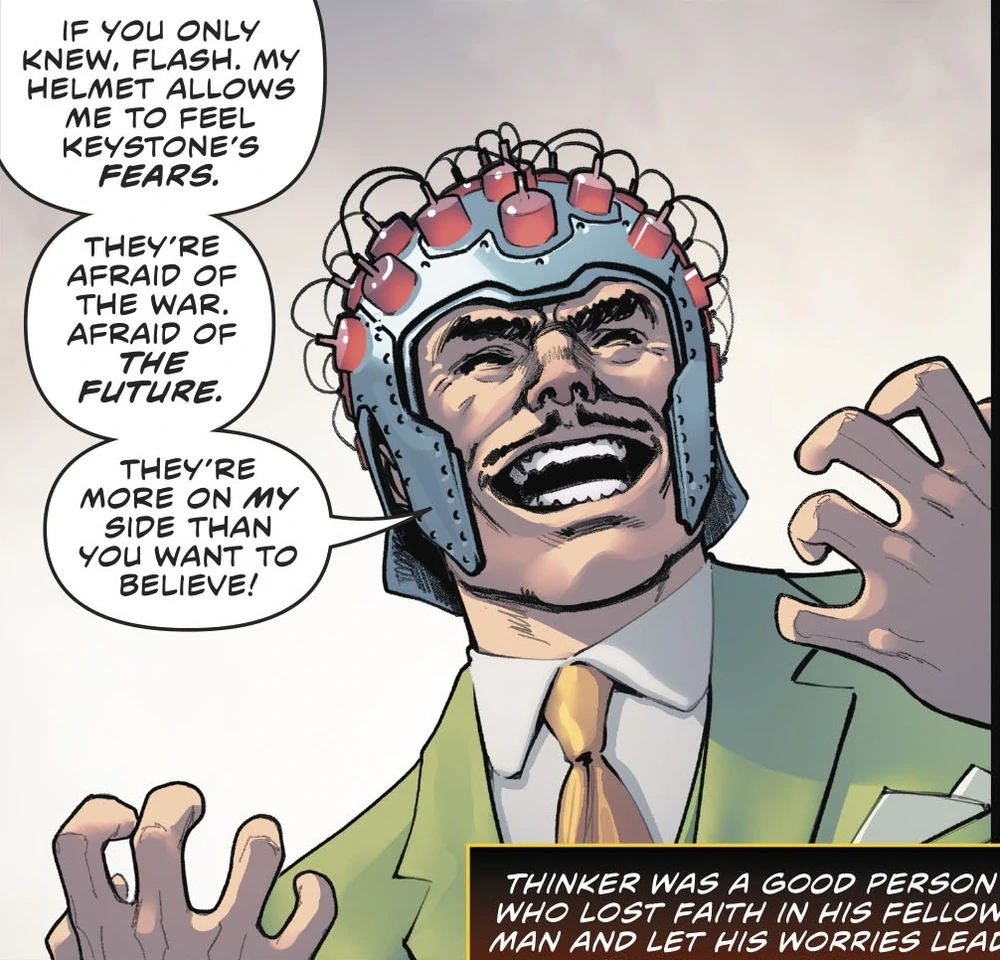 IF YOU ONLY
KNEW, FLASH. MY
HELMET ALLOWS
ME TO FEEL
KEYSTONE'S
FEARS.
THEY'RE
AFRAID OF
THE WAR.
AFRAID OF
THE
FUTURE.
THEY'RE
MORE ON MY
SIDE THAN
YOU WANT TO
BELIEVE!
THINKER WAS A GOOD PERSON
WHO LOST FAITH IN HIS FELLOW
MAN AND LET HIS WORRIES LEAD